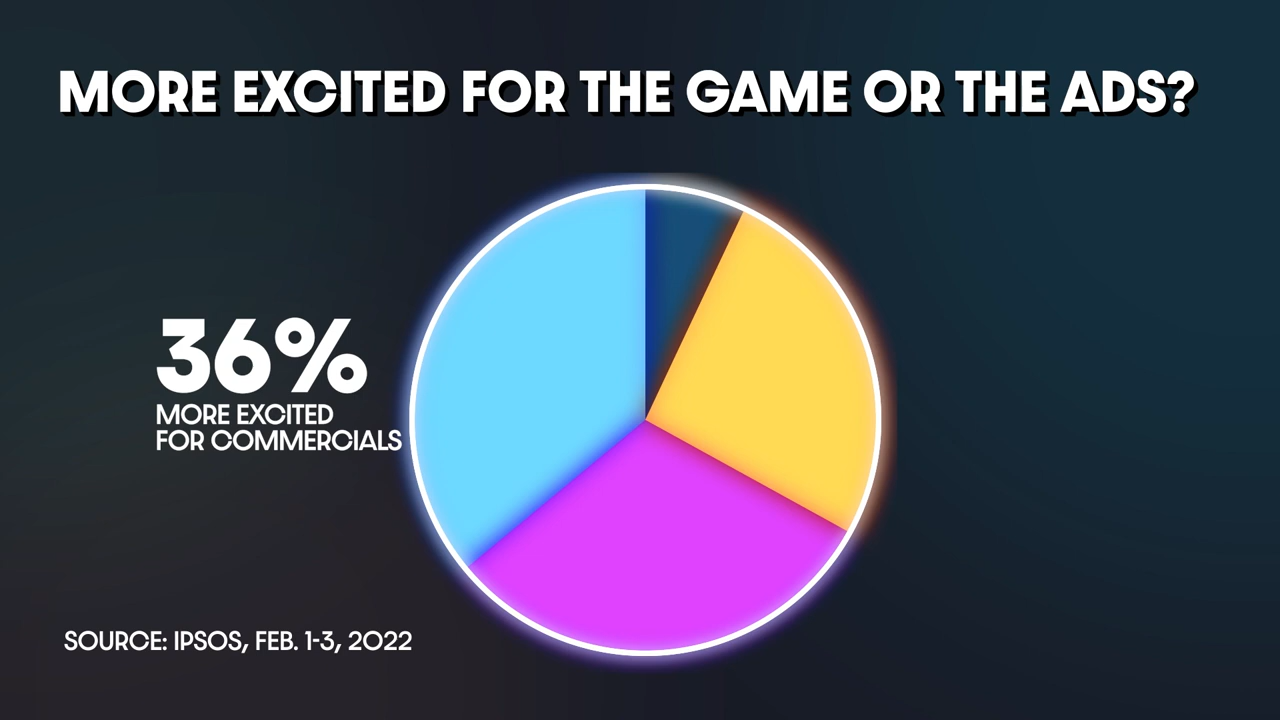 MORE EXCITED FOR THE GAME OR THE ADS?
36%
MORE EXCITED
FOR COMMERCIALS
SOURCE: IPSOS, FEB. 1-3, 2022